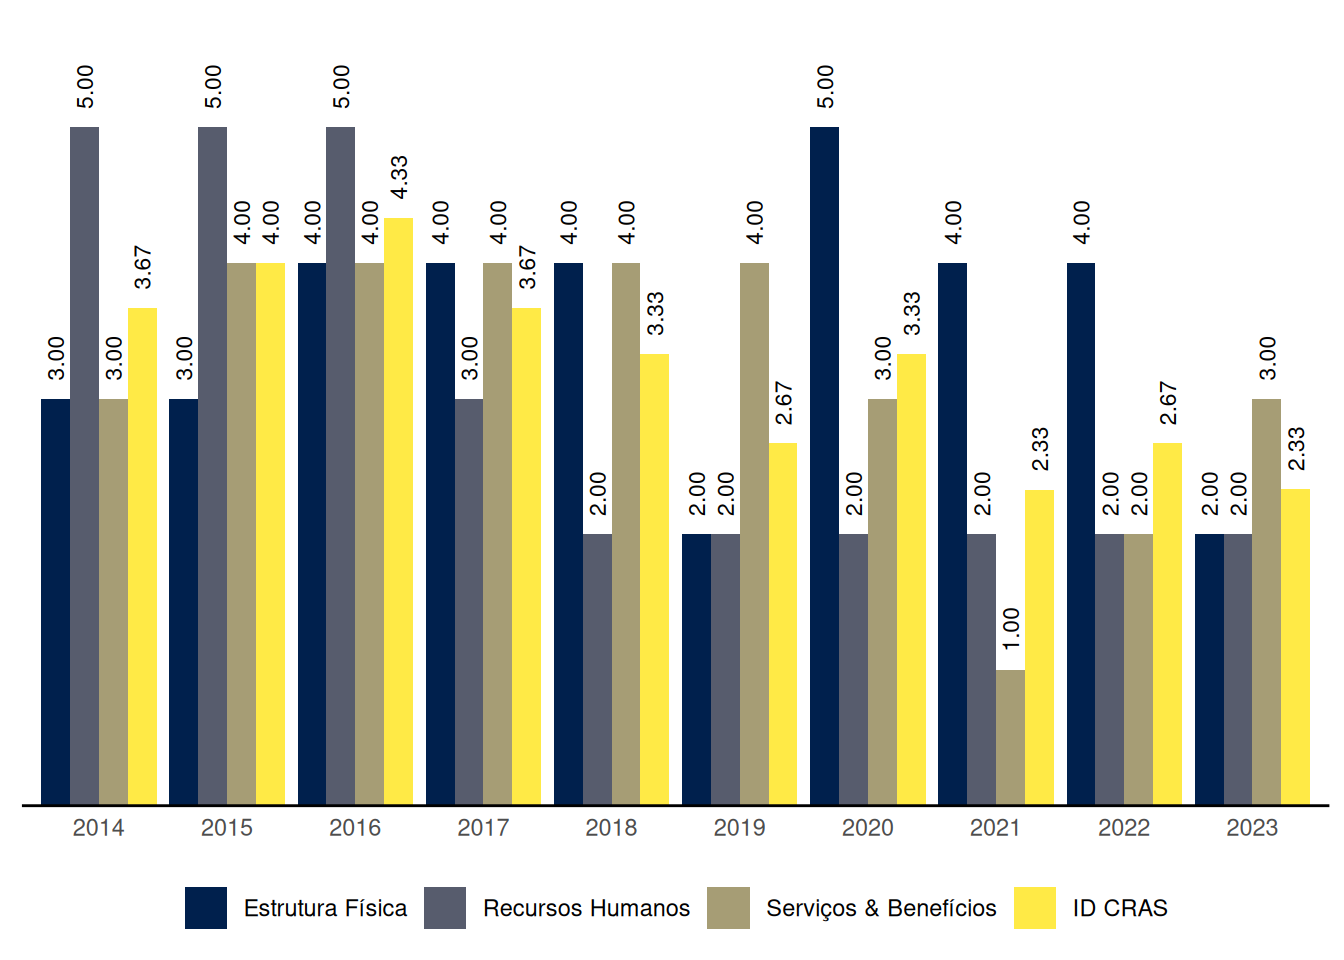 3.00 5.00 3.00 3.67 3.00 5.00 4.00 4.00 4.00 5.00 4.00 4.33 4.00 3.00 4.00 3.67 4.00 2.00 4.00 3.33 2.00 2.00 4.00 2.67 5.00 2.00 3.00 3.33 4.00 2.00 1.00 2.33 4.00 2.00 2.00 2.67 2.00 2.00 3.00 2.33
2014 2015 2016 2017 2018 2019 2020 2021 2022 2023
Estrutura Física Recursos Humanos Serviços & Benefícios ID CRAS